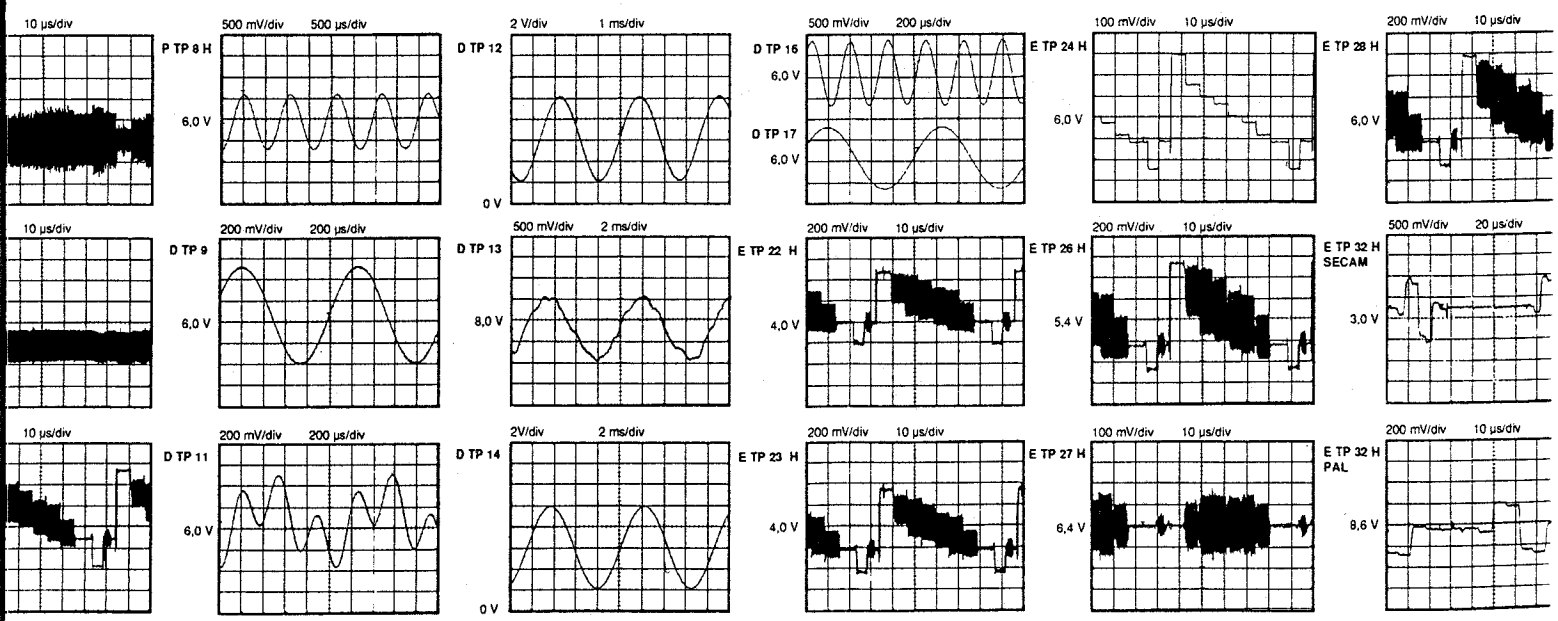 10 µs/div
P TP 8 H
500 mV/div 500 µs/div
6,0 V
D TP 12
2 V/div 1 ms/div
0 V
D TP 16
500 mV/div 200 µs/div
6,0 V
D TP 17
6,0 V
E TP 24 H
100 mV/div 10 µs/div
6,0 V
E TP 28 H
200 mV/div 10 µs/div
6,0 V
10 µs/div
D TP 9
200 mV/div 200 µs/div
6,0 V
D TP 13
500 mV/div 2 ms/div
8,0 V
E TP 22 H
200 mV/div 10 µs/div
4,0 V
E TP 26 H
200 mV/div 10 µs/div
5,4 V
E TP 32 H
SECAM
500 mV/div 20 µs/div
3,0 V
10 µs/div
D TP 11
200 mV/div 200 µs/div
6,0 V
D TP 14
2V/div 2 ms/div
0 V
E TP 23 H
200 mV/div 10 µs/div
4,0 V
E TP 27 H
100 mV/div 10 µs/div
6,4 V
E TP 32 H
PAL
200 mV/div 10 µs/div
8,6 V